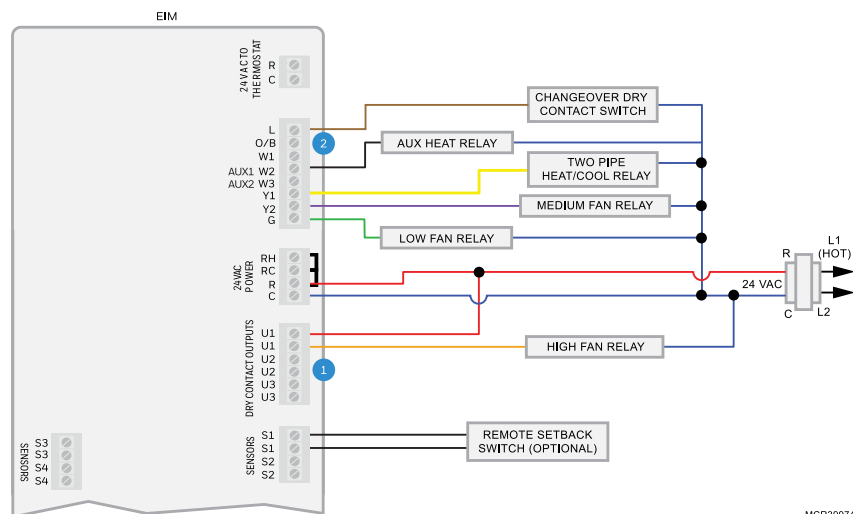 EIM
24 VAC TO
THERMOSTAT
R
C
L
O/B
W1
AUX1 W2
AUX2 W3
Y1
Y2
G
2
CHANGEOVER DRY
CONTACT SWITCH
AUX HEAT RELAY
TWO PIPE
HEAT/COOL RELAY
MEDIUM FAN RELAY
LOW FAN RELAY
24VAC
POWER
RH
RC
R
C
R
L1
(HOT)
24 VAC
C
L2
DRY CONTACT OUTPUTS
U1
U1
U2
U2
U3
U3
1
HIGH FAN RELAY
SENSORS
S1
S1
S2
S2
REMOTE SETBACK
SWITCH (OPTIONAL)
SENSORS
S3
S3
S4
S4